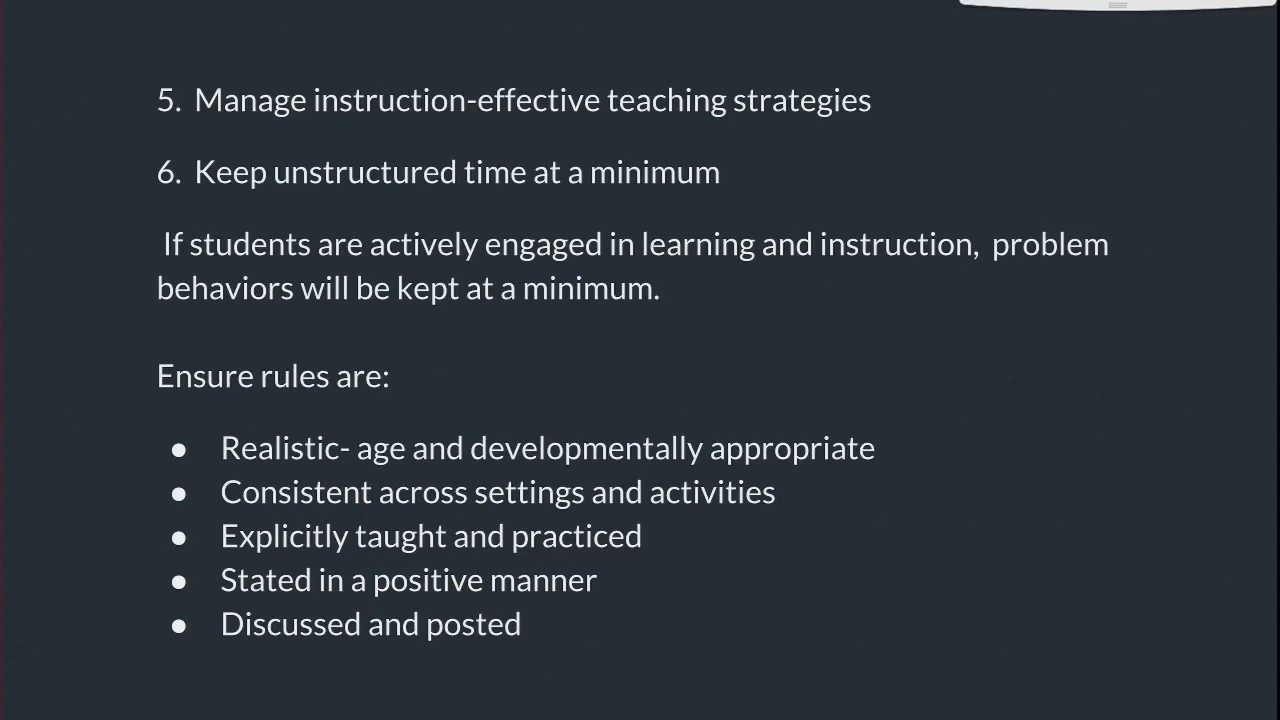 5. Manage instruction-effective teaching strategies
6. Keep unstructured time at a minimum
If students are actively engaged in learning and instruction, problem
behaviors will be kept at a minimum.
Ensure rules are:
● Realistic- age and developmentally appropriate
● Consistent across settings and activities
● Explicitly taught and practiced
● Stated in a positive manner
● Discussed and posted